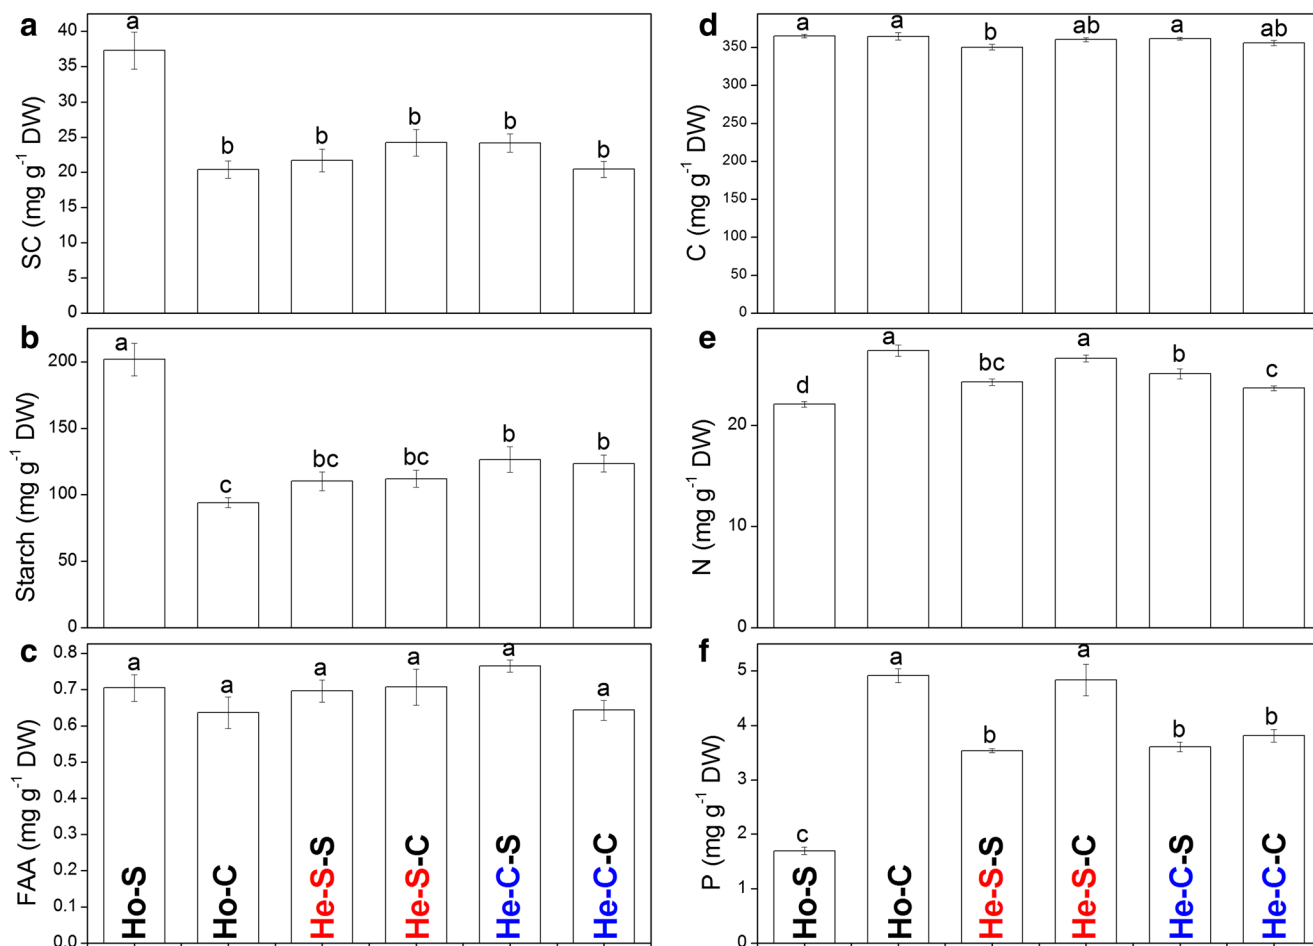 a
SC (mg g⁻¹ DW)
40
35
30
25
20
15
10
5
0
a
b
b
b
b
b
b
Starch (mg g⁻¹ DW)
200
150
100
50
0
a
c
bc
bc
b
b
c
FAA (mg g⁻¹ DW)
0.8
0.7
0.6
0.5
0.4
0.3
0.2
0.1
0.0
a
a
a
a
a
a
Ho-S
Ho-C
He-S-S
He-S-C
He-C-S
He-C-C
d
C (mg g⁻¹ DW)
350
300
250
200
150
100
50
0
a
a
b
ab
a
ab
e
N (mg g⁻¹ DW)
20
10
0
d
a
bc
a
b
c
f
P (mg g⁻¹ DW)
5
4
3
2
1
0
c
a
b
a
b
b
Ho-S
Ho-C
He-S-S
He-S-C
He-C-S
He-C-C